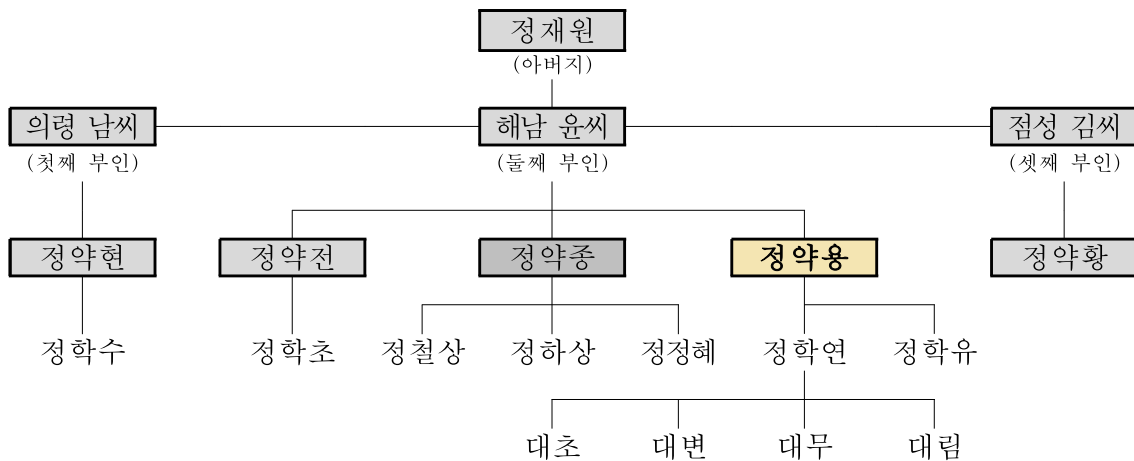 정재원
(아버지)
의령 남씨 해남 윤씨 점성 김씨
(첫째 부인) (둘째 부인) (셋째 부인)
정약현 정약전 정약종 정약용 정약황
정학수 정학초 정철상 정하상 정정혜 정학연 정학유
대초 대변 대무 대림